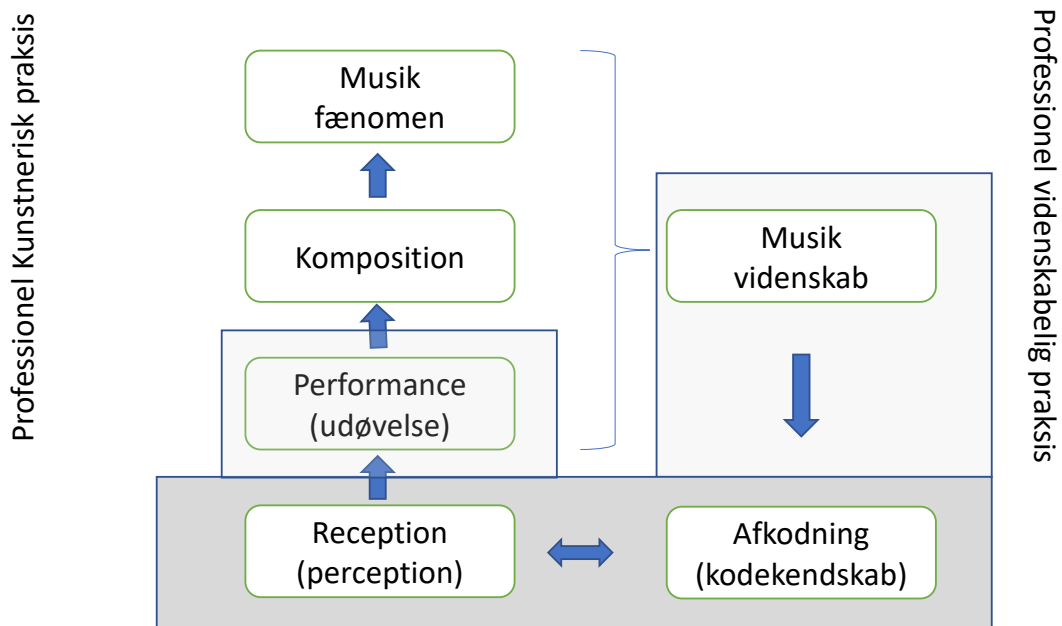 Professionel Kunstnerisk praksis
Musik
fænomen
Komposition
Performance
(udøvelse)
Reception
(perception)
Musik
videnskab
Afkodning
(kodekendskab)
Professionel videnskabelig praksis